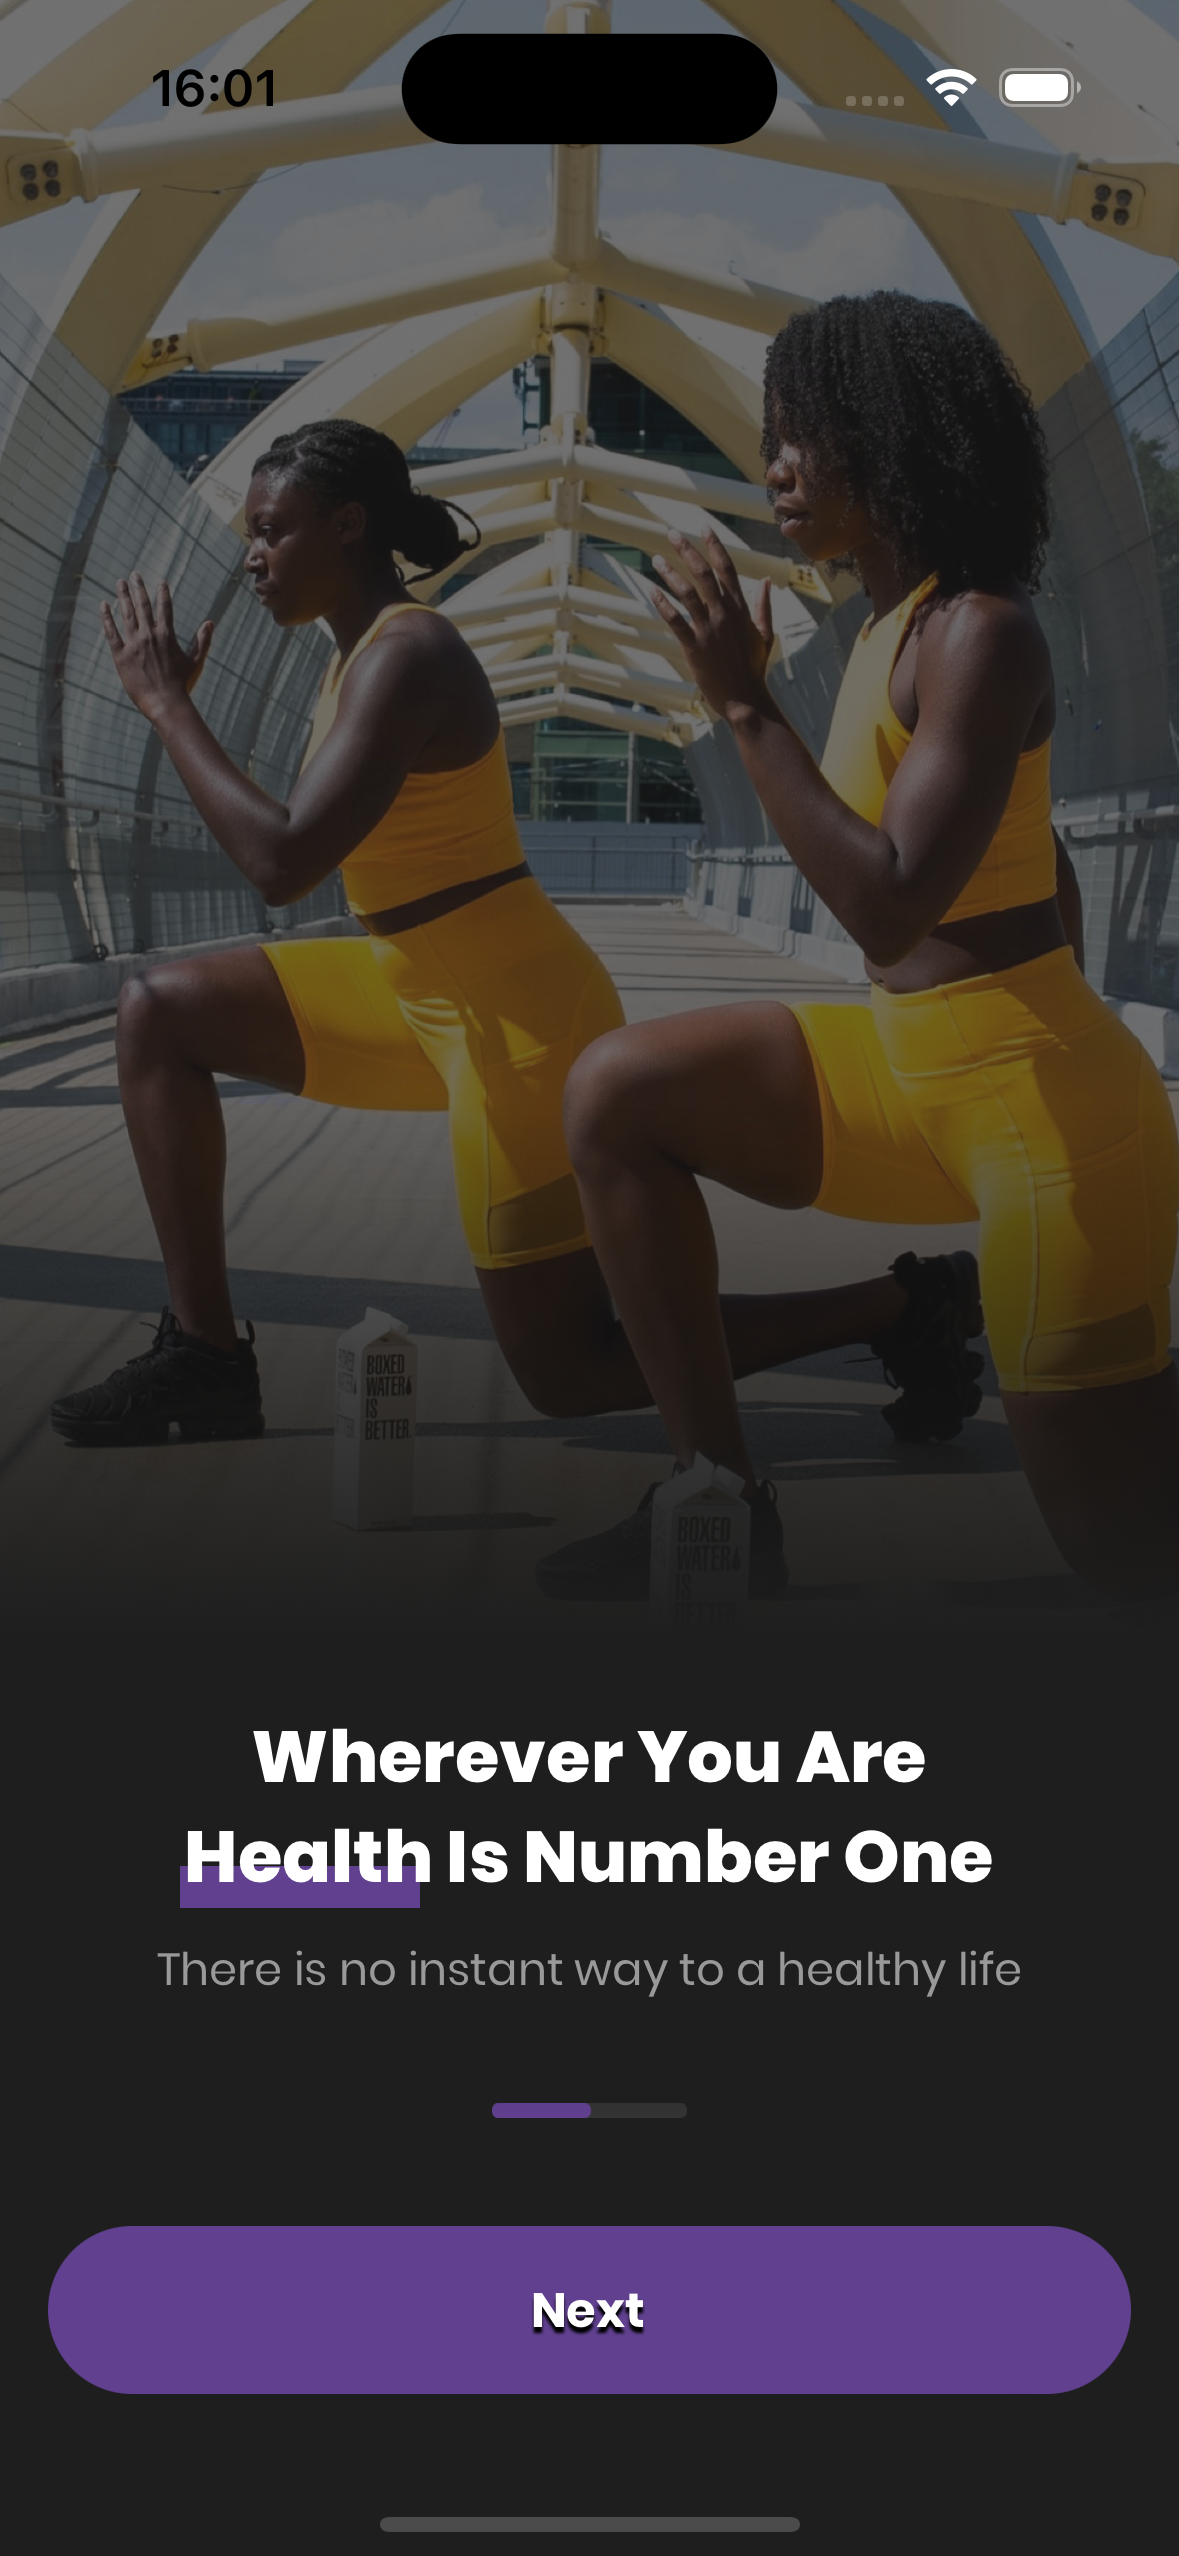 16:01
BOXED
WATER
IS
BETTER.
BOXED
WATER
IS
BETTER
Wherever You Are
Health Is Number One
There is no instant way to a healthy life
Next